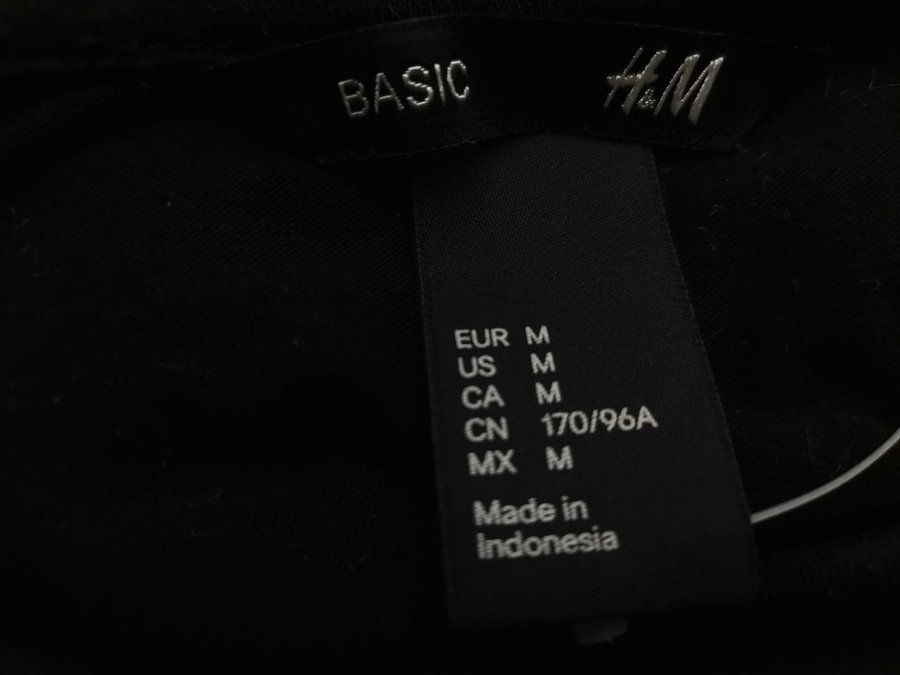 BASIC H&M
EUR M
US M
CA M
CN 170/96A
MX M
Made in
Indonesia